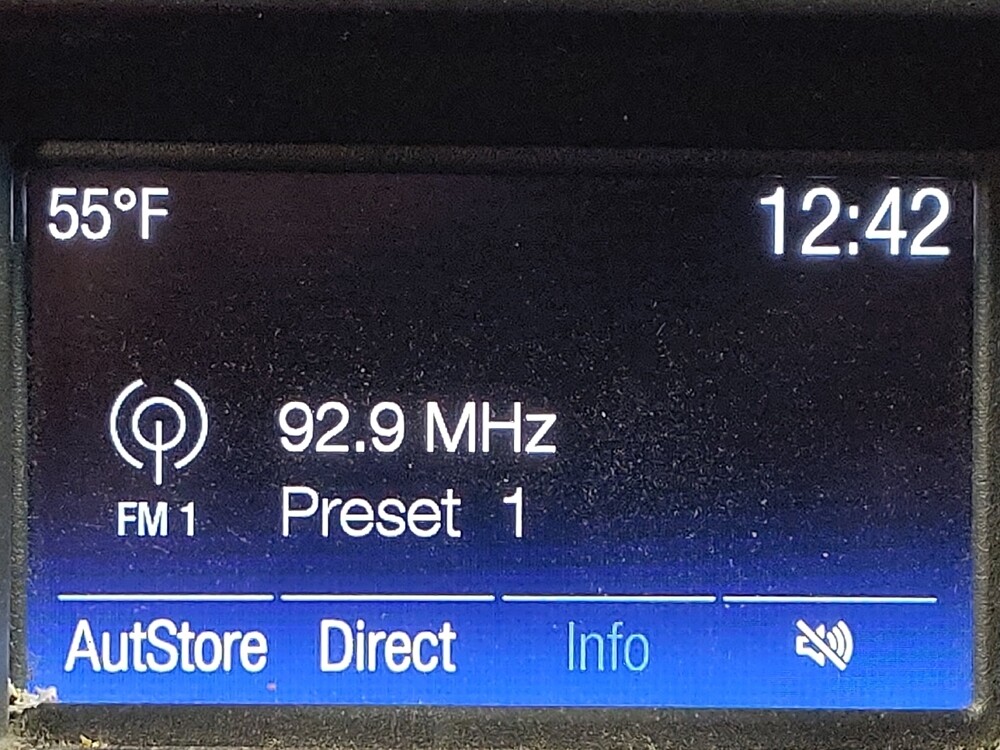 55°F 12:42
92.9 MHz
FM 1 Preset 1
AutStore Direct Info